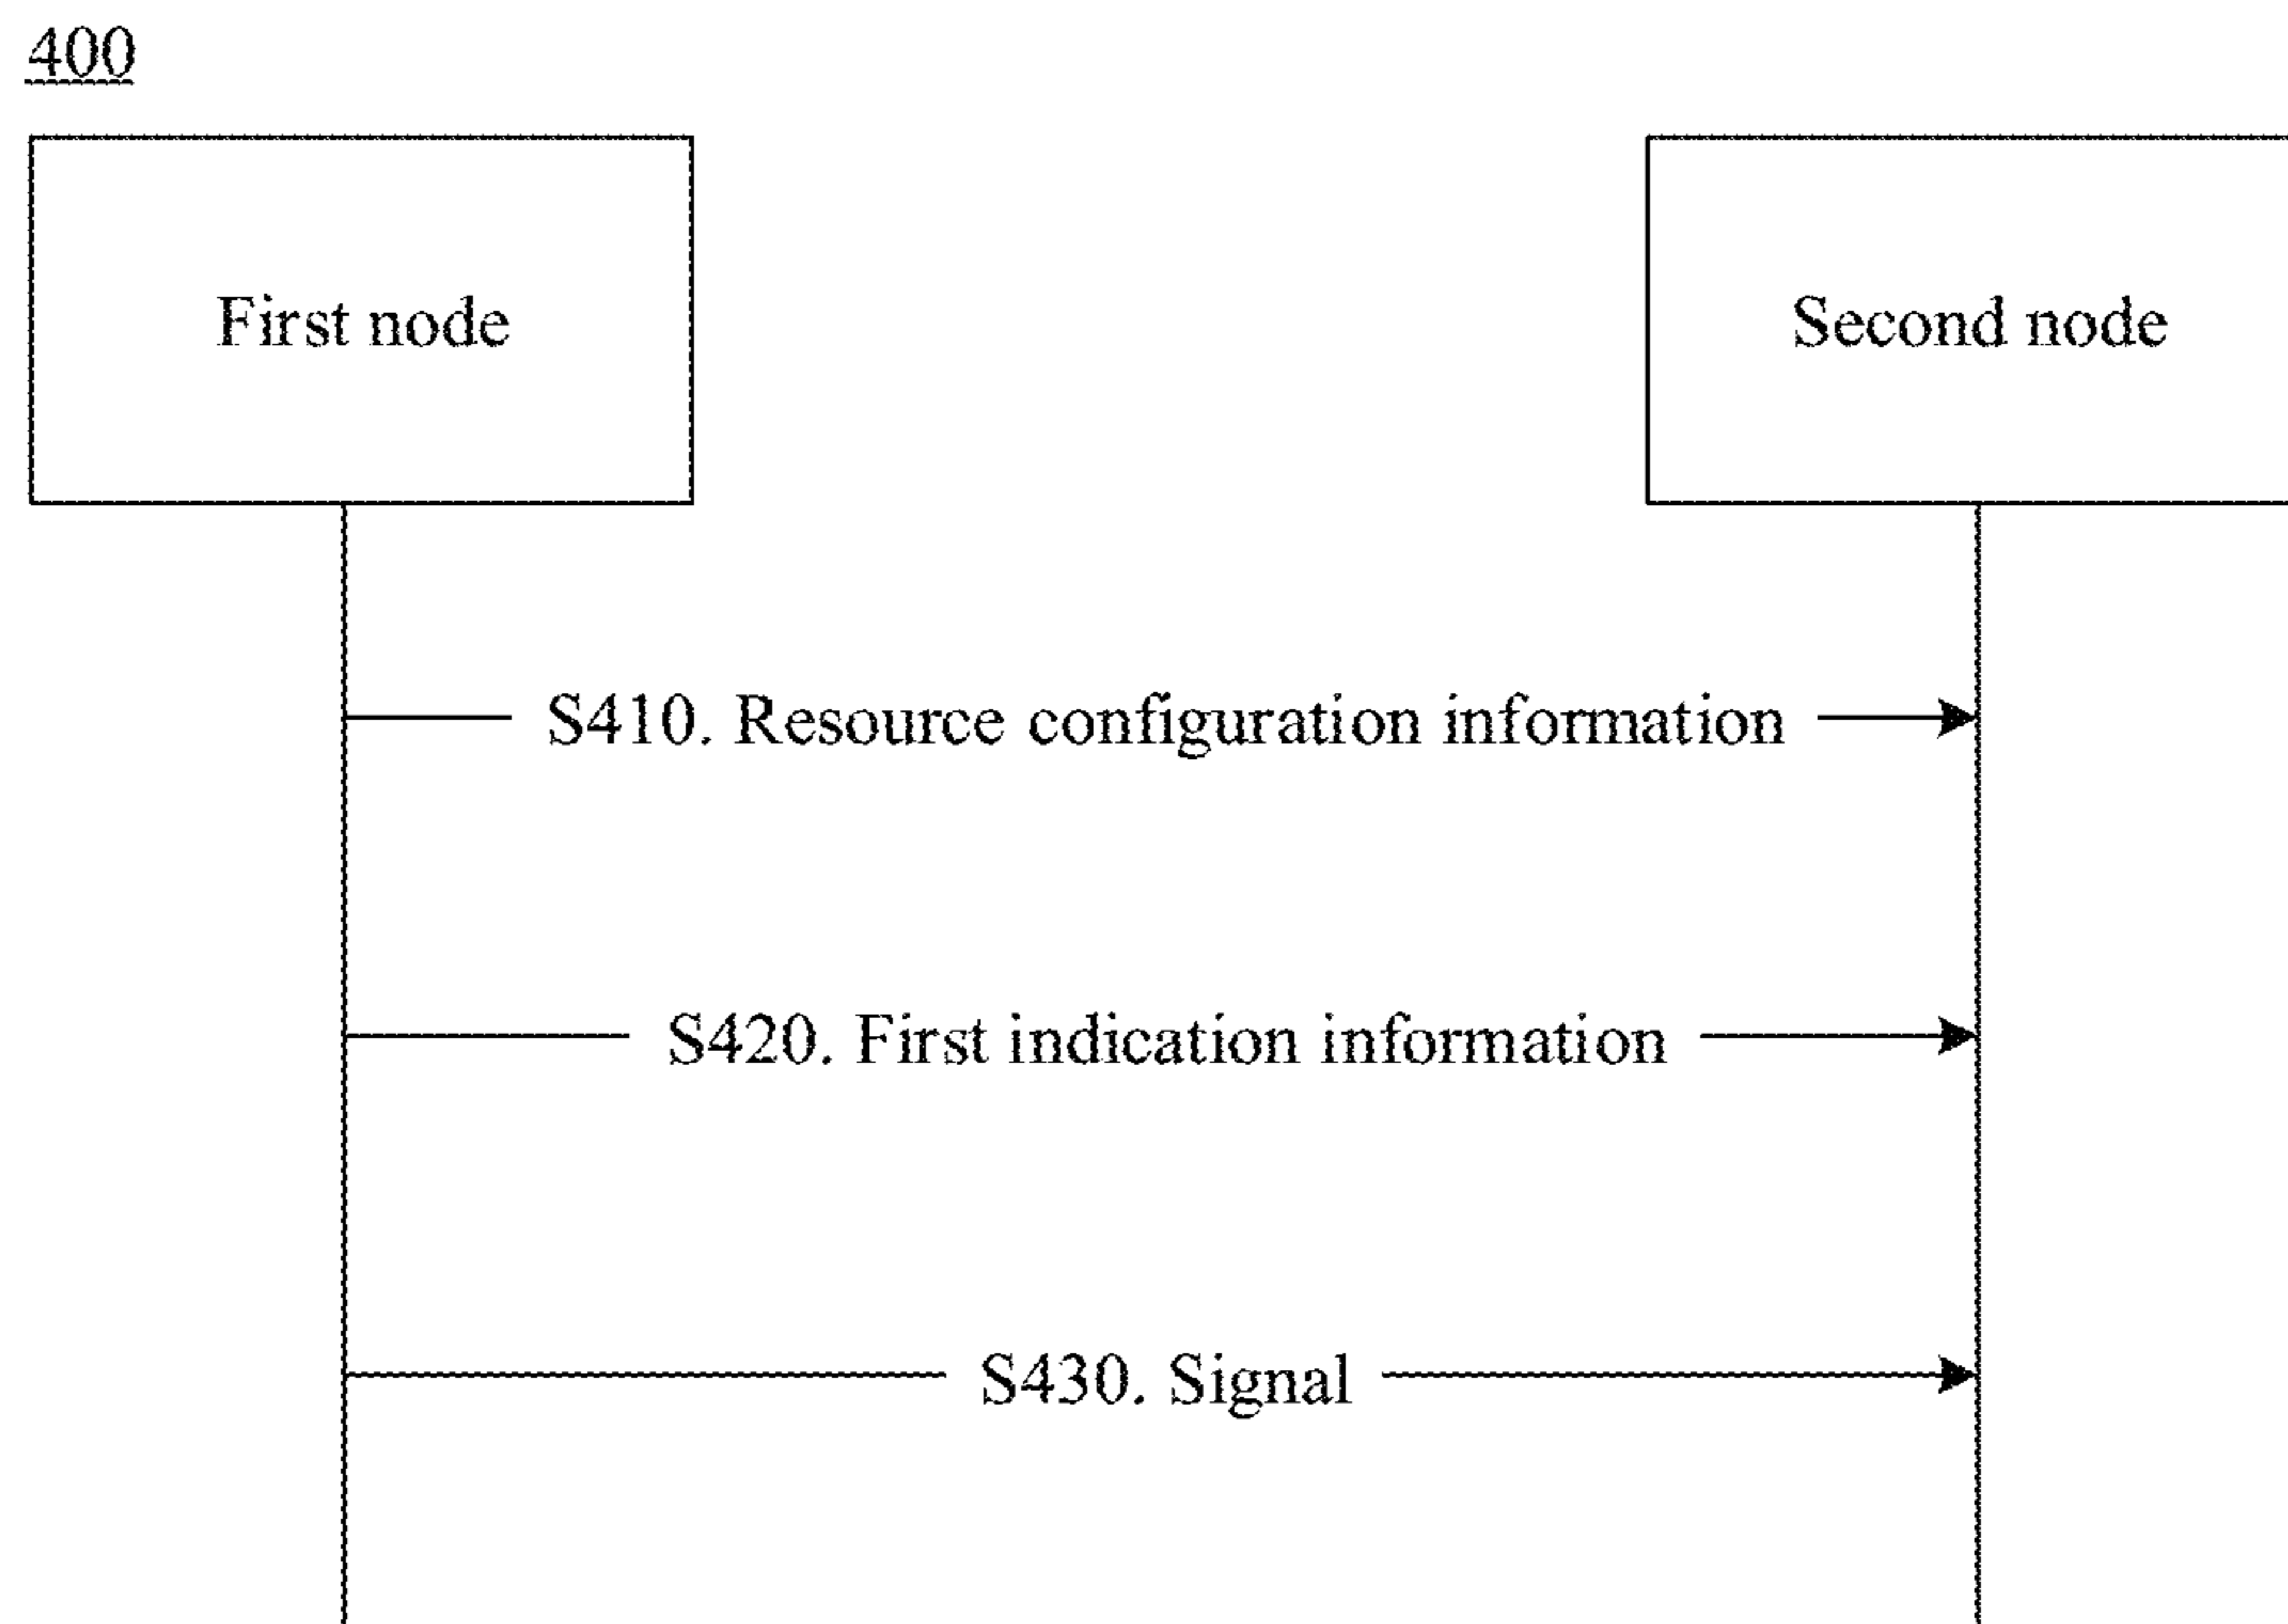 400
First node
Second node
S410. Resource configuration information
S420. First indication information
S430. Signal